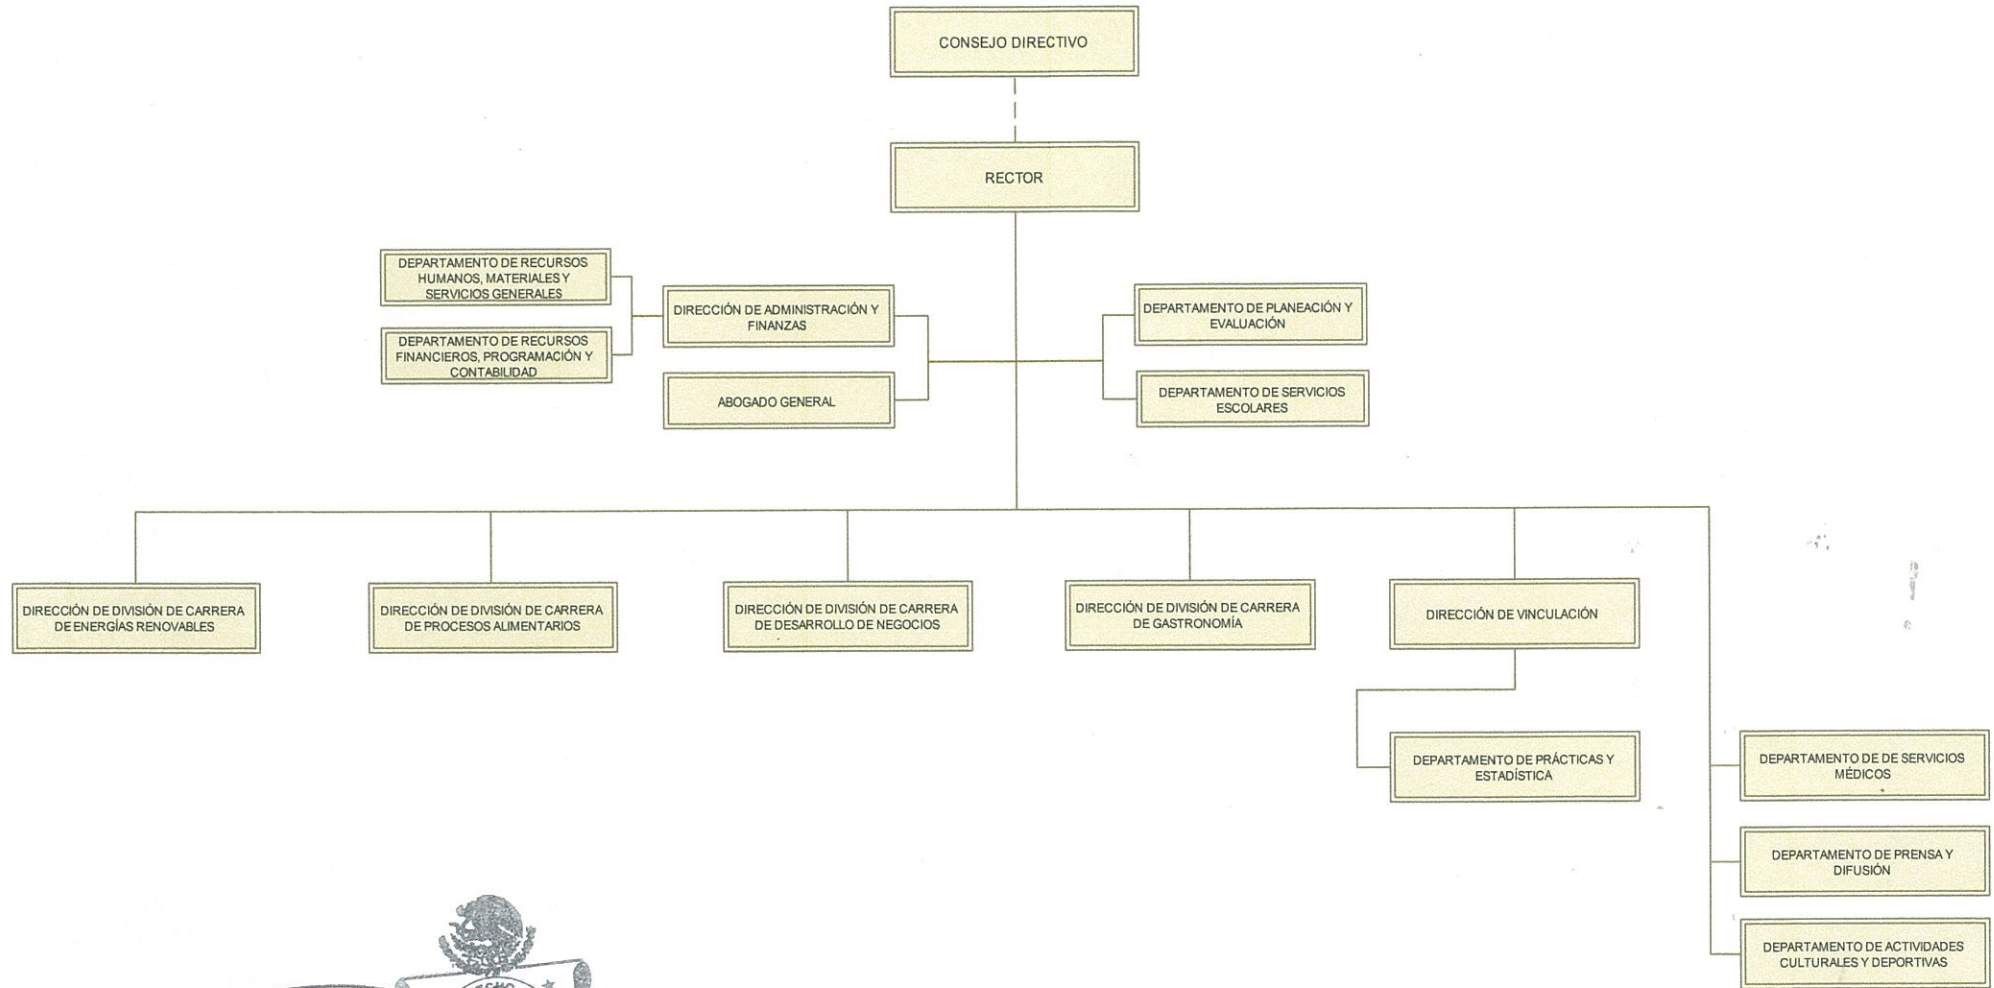 CONSEJO DIRECTIVO
RECTOR
DEPARTAMENTO DE RECURSOS
HUMANOS, MATERIALES Y
SERVICIOS GENERALES
DIRECCIÓN DE ADMINISTRACIÓN Y
FINANZAS
DEPARTAMENTO DE PLANEACIÓN Y
EVALUACIÓN
DEPARTAMENTO DE RECURSOS
FINANCIEROS, PROGRAMACIÓN Y
CONTABILIDAD
ABOGADO GENERAL
DEPARTAMENTO DE SERVICIOS
ESCOLARES
DIRECCIÓN DE DIVISIÓN DE CARRERA
DE ENERGÍAS RENOVABLES
DIRECCIÓN DE DIVISIÓN DE CARRERA
DE PROCESOS ALIMENTARIOS
DIRECCIÓN DE DIVISIÓN DE CARRERA
DE DESARROLLO DE NEGOCIOS
DIRECCIÓN DE DIVISIÓN DE CARRERA
DE GASTRONOMÍA
DIRECCIÓN DE VINCULACIÓN
DEPARTAMENTO DE PRÁCTICAS Y
ESTADÍSTICA
DEPARTAMENTO DE DE SERVICIOS
MÉDICOS
DEPARTAMENTO DE PRENSA Y
DIFUSIÓN
DEPARTAMENTO DE ACTIVIDADES
CULTURALES Y DEPORTIVAS